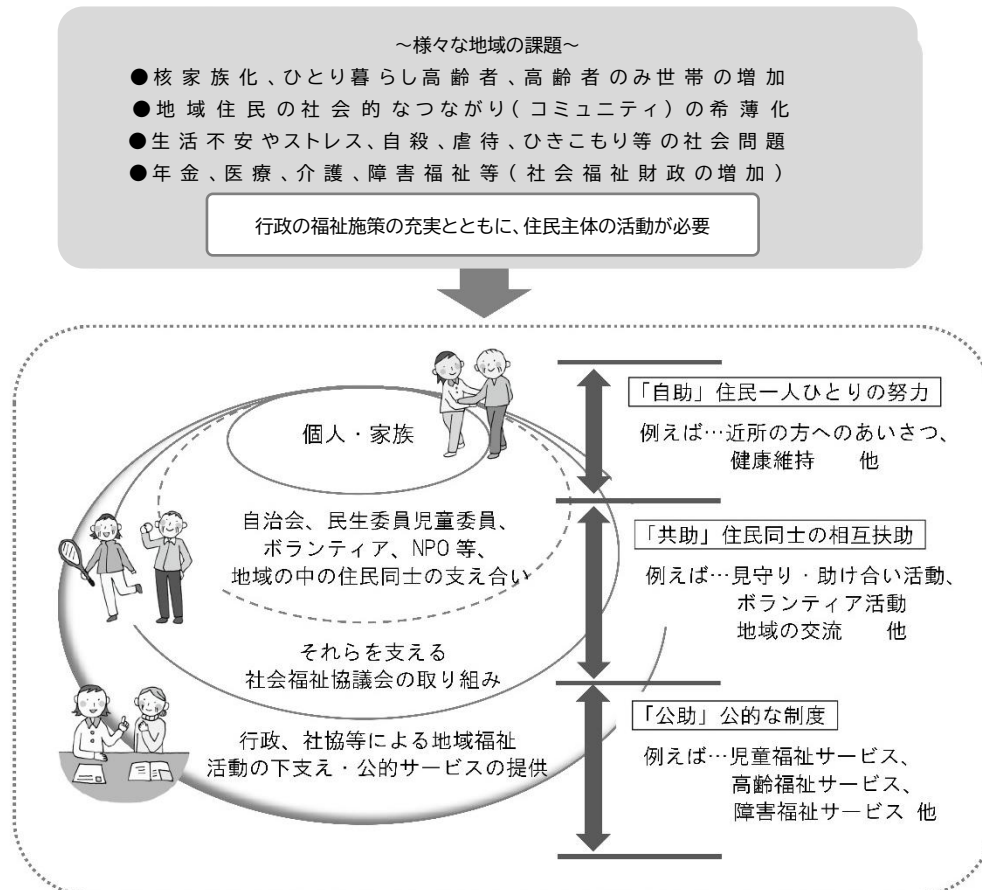 ～様々な地域の課題～
●核家族化、ひとり暮らし高齢者、高齢者のみ世帯の増加
●地域住民の社会的なつながり(コミュニティ)の希薄化
●生活不安やストレス、自殺、虐待、ひきこもり等の社会問題
●年金、医療、介護、障害福祉等(社会福祉財政の増加)
行政の福祉施策の充実とともに、住民主体の活動が必要
個人・家族
自治会、民生委員児童委員、
ボランティア、NPO等、
地域の中の住民同士の支え合い
それらを支える
社会福祉協議会の取り組み
行政、社協等による地域福祉
活動の下支え・公的サービスの提供
「自助」住民一人ひとりの努力
例えば…近所の方へのあいさつ、
健康維持　他
「共助」住民同士の相互扶助
例えば…見守り・助け合い活動、
ボランティア活動
地域の交流　他
「公助」公的な制度
例えば…児童福祉サービス、
高齢福祉サービス、
障害福祉サービス 他